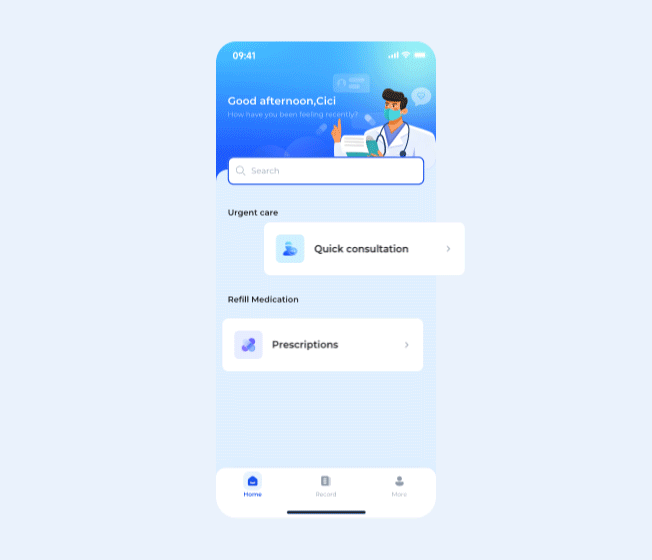 09:41
Good afternoon,Cici
How have you been feeling recently?
Search
Urgent care
Quick consultation
Refill Medication
Prescriptions
Home
Record
More